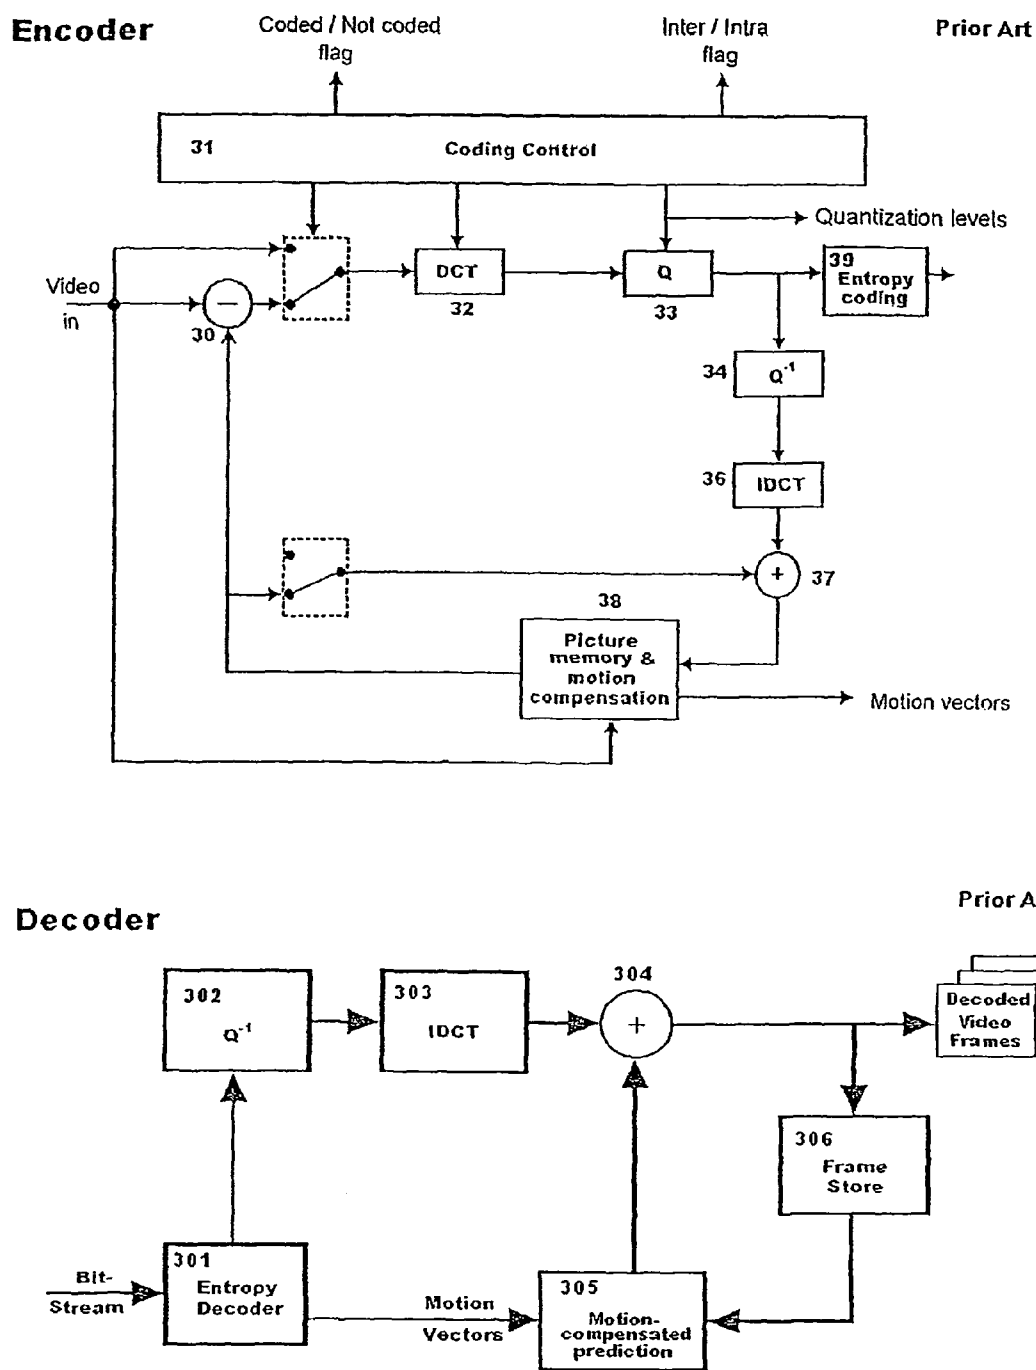 Encoder
Coded / Not coded
flag
Inter / Intra
flag
Prior Art
31
Coding Control
Quantization levels
Video
in
30
DCT
32
Q
33
39
Entropy
coding
34
Q-1
36
IDCT
+
37
38
Picture
memory &
motion
compensation
Motion vectors
Decoder
Prior A
302
Q-1
303
IDCT
304
+
Decoded
Video
Frames
306
Frame
Store
301
Entropy
Decoder
Bit-
Stream
Motion
Vectors
305
Motion-
compensated
prediction